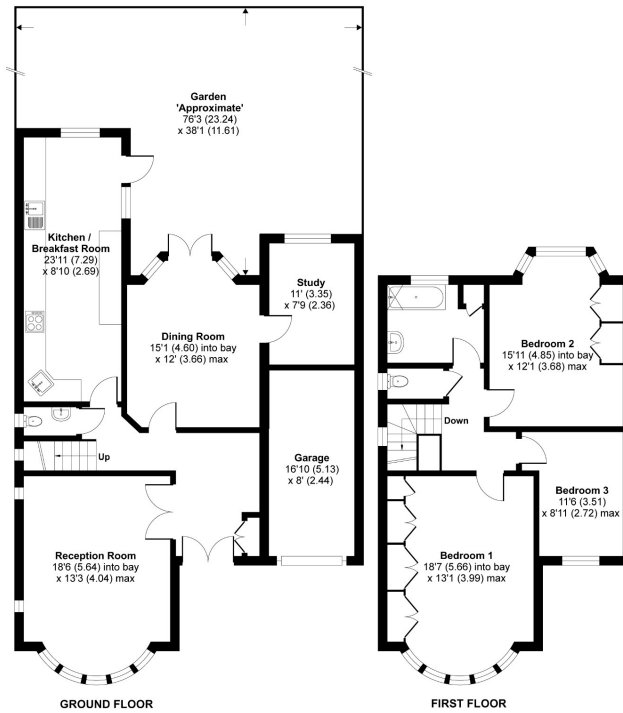 Garden
'Approximate'
76'3 (23.24)
x 38'1 (11.61)
Kitchen /
Breakfast Room
23'11 (7.29)
x 8'10 (2.69)
Study
11' (3.35)
x 7'9 (2.36)
Dining Room
15'1 (4.60) into bay
x 12' (3.66) max
Up
Garage
16'10 (5.13)
x 8' (2.44)
Reception Room
18'6 (5.64) into bay
x 13'3 (4.04) max
GROUND FLOOR
Bedroom 2
15'11 (4.85) into bay
x 12'1 (3.68) max
Down
Bedroom 3
11'6 (3.51)
x 8'11 (2.72) max
Bedroom 1
18'7 (5.66) into bay
x 13'1 (3.99) max
FIRST FLOOR